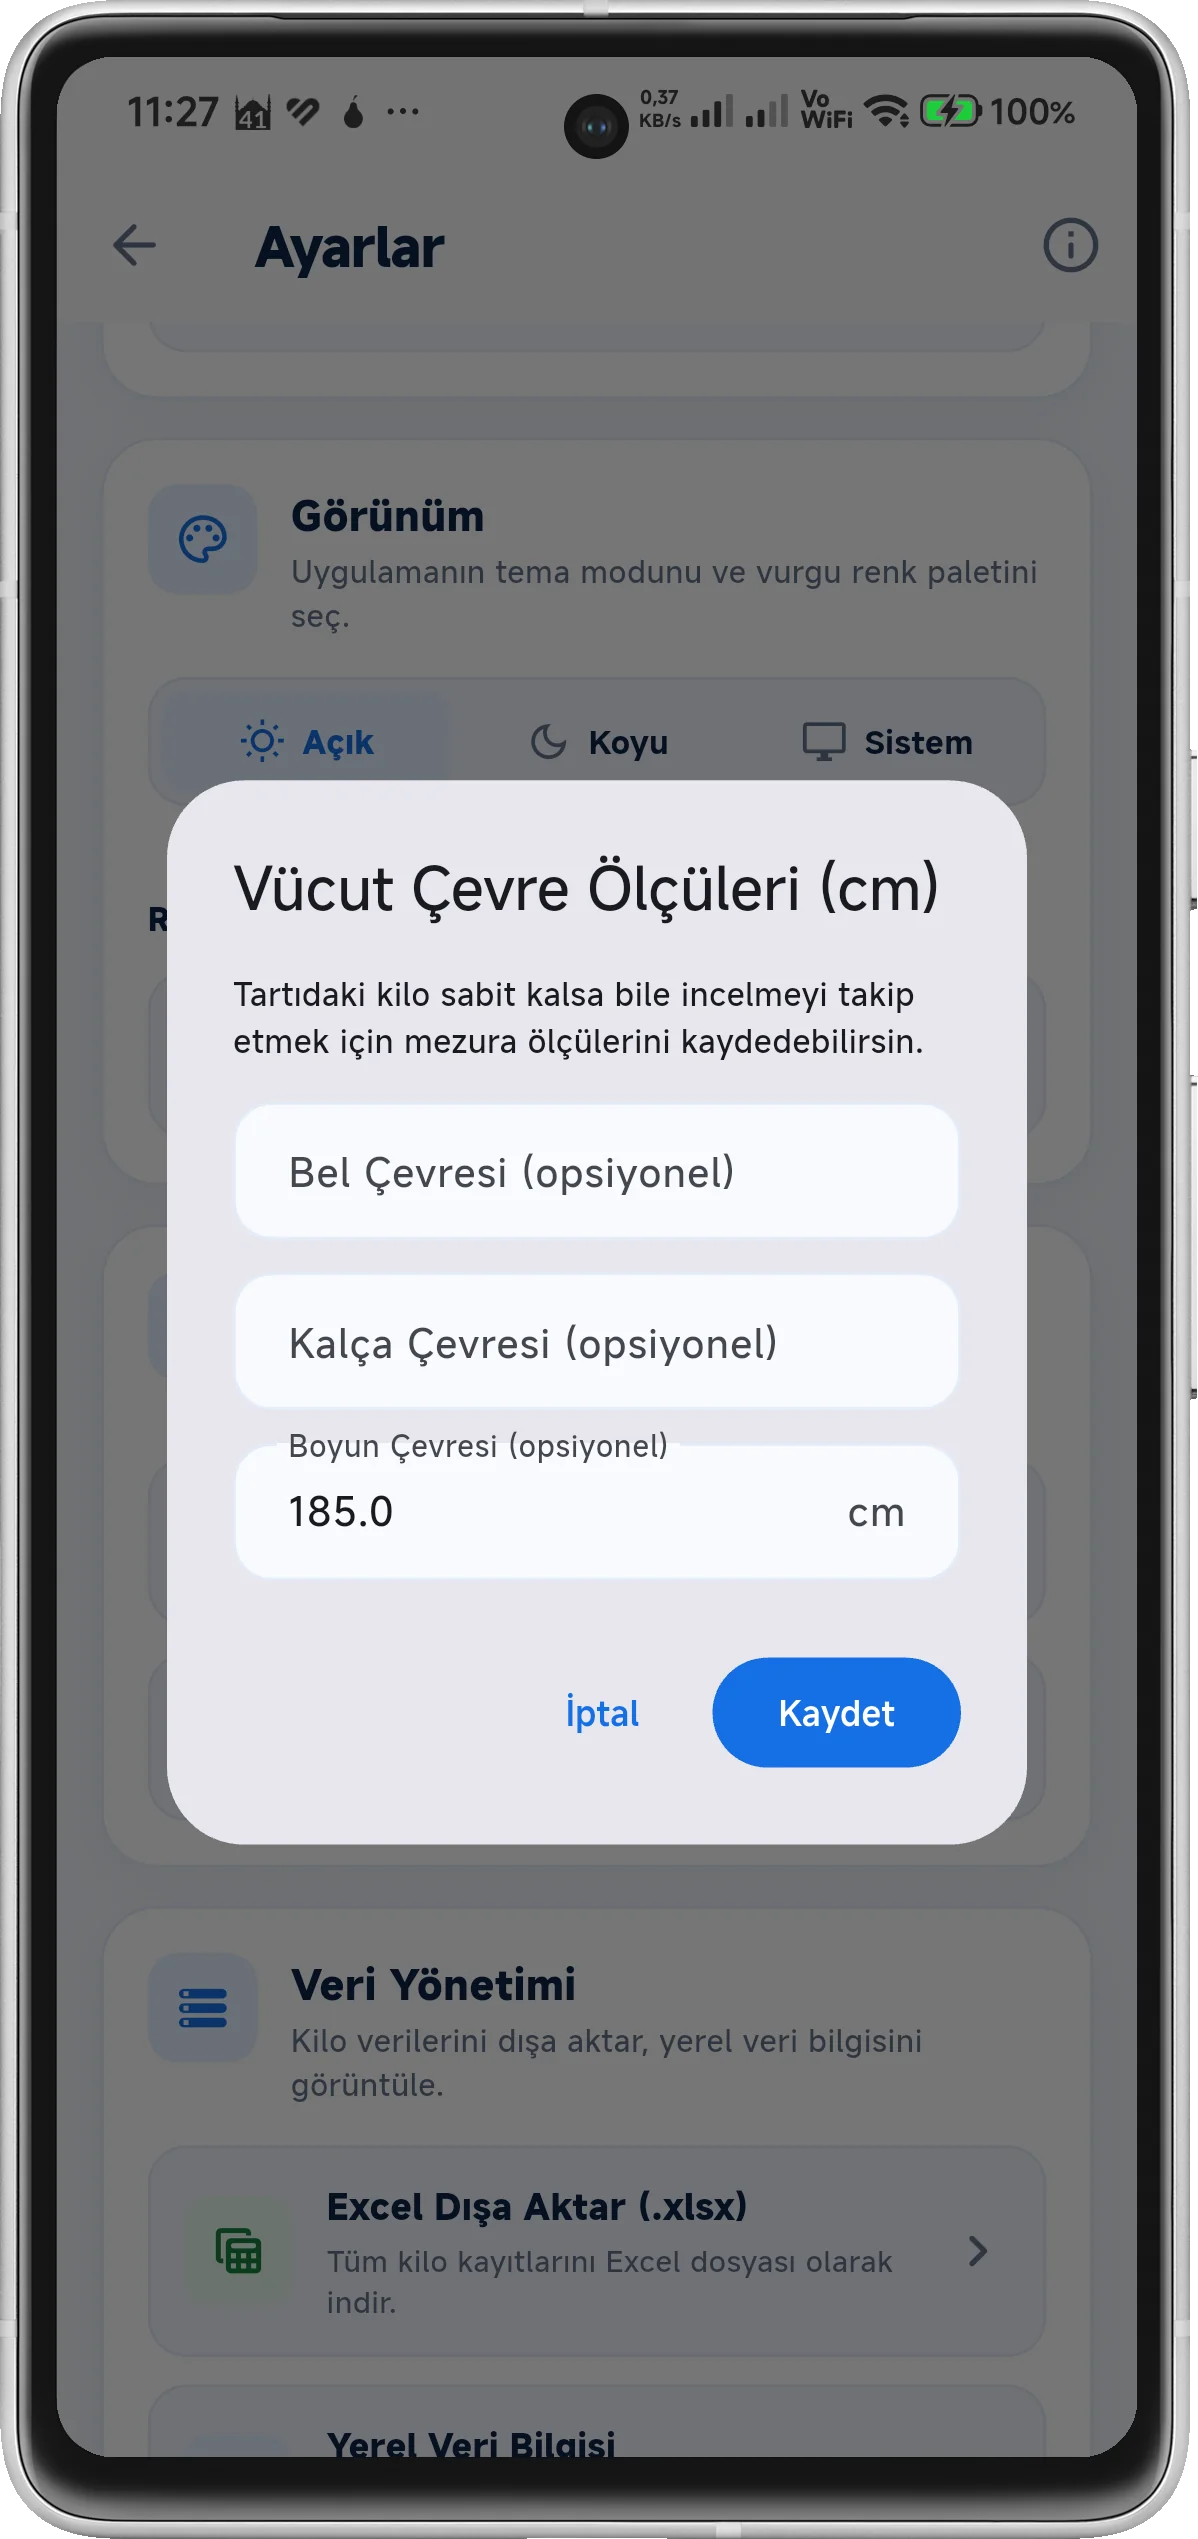 11:27
41
0,37
KB/s
Vo
WiFi
100%
Ayarlar
Görünüm
Uygulamanın tema modunu ve vurgu renk paletini
seç.
Açık
Koyu
Sistem
Vücut Çevre Ölçüleri (cm)
Tartıdaki kilo sabit kalsa bile incelmeyi takip
etmek için mezura ölçülerini kaydedebilirsin.
Bel Çevresi (opsiyonel)
Kalça Çevresi (opsiyonel)
Boyun Çevresi (opsiyonel)
185.0 cm
İptal
Kaydet
Veri Yönetimi
Kilo verilerini dışa aktar, yerel veri bilgisini
görüntüle.
Excel Dışa Aktar (.xlsx)
Tüm kilo kayıtlarını Excel dosyası olarak
indir.
Yerel Veri Bilgisi